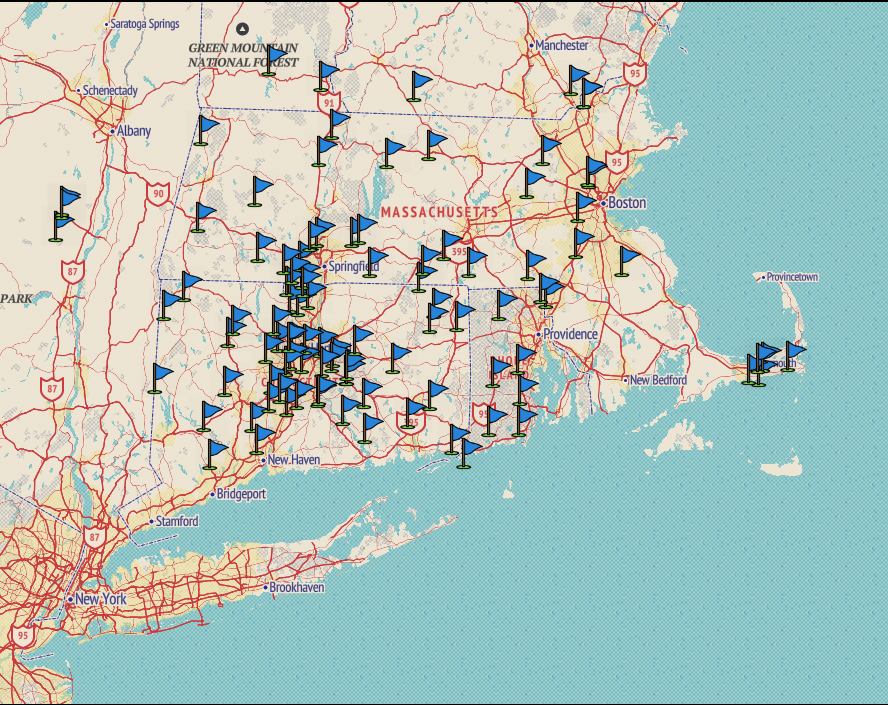 Saratoga Springs
Manchester
GREEN MOUNTAIN
NATIONAL FOREST
95
Schenectady
91
Albany
95
90
Boston
MASSACHUSETTS
395
Springfield
87
Provincetown
PARK
Providence
87
New Bedford
95
95
New Haven
Bridgeport
Stamford
87
Brookhaven
New York
95